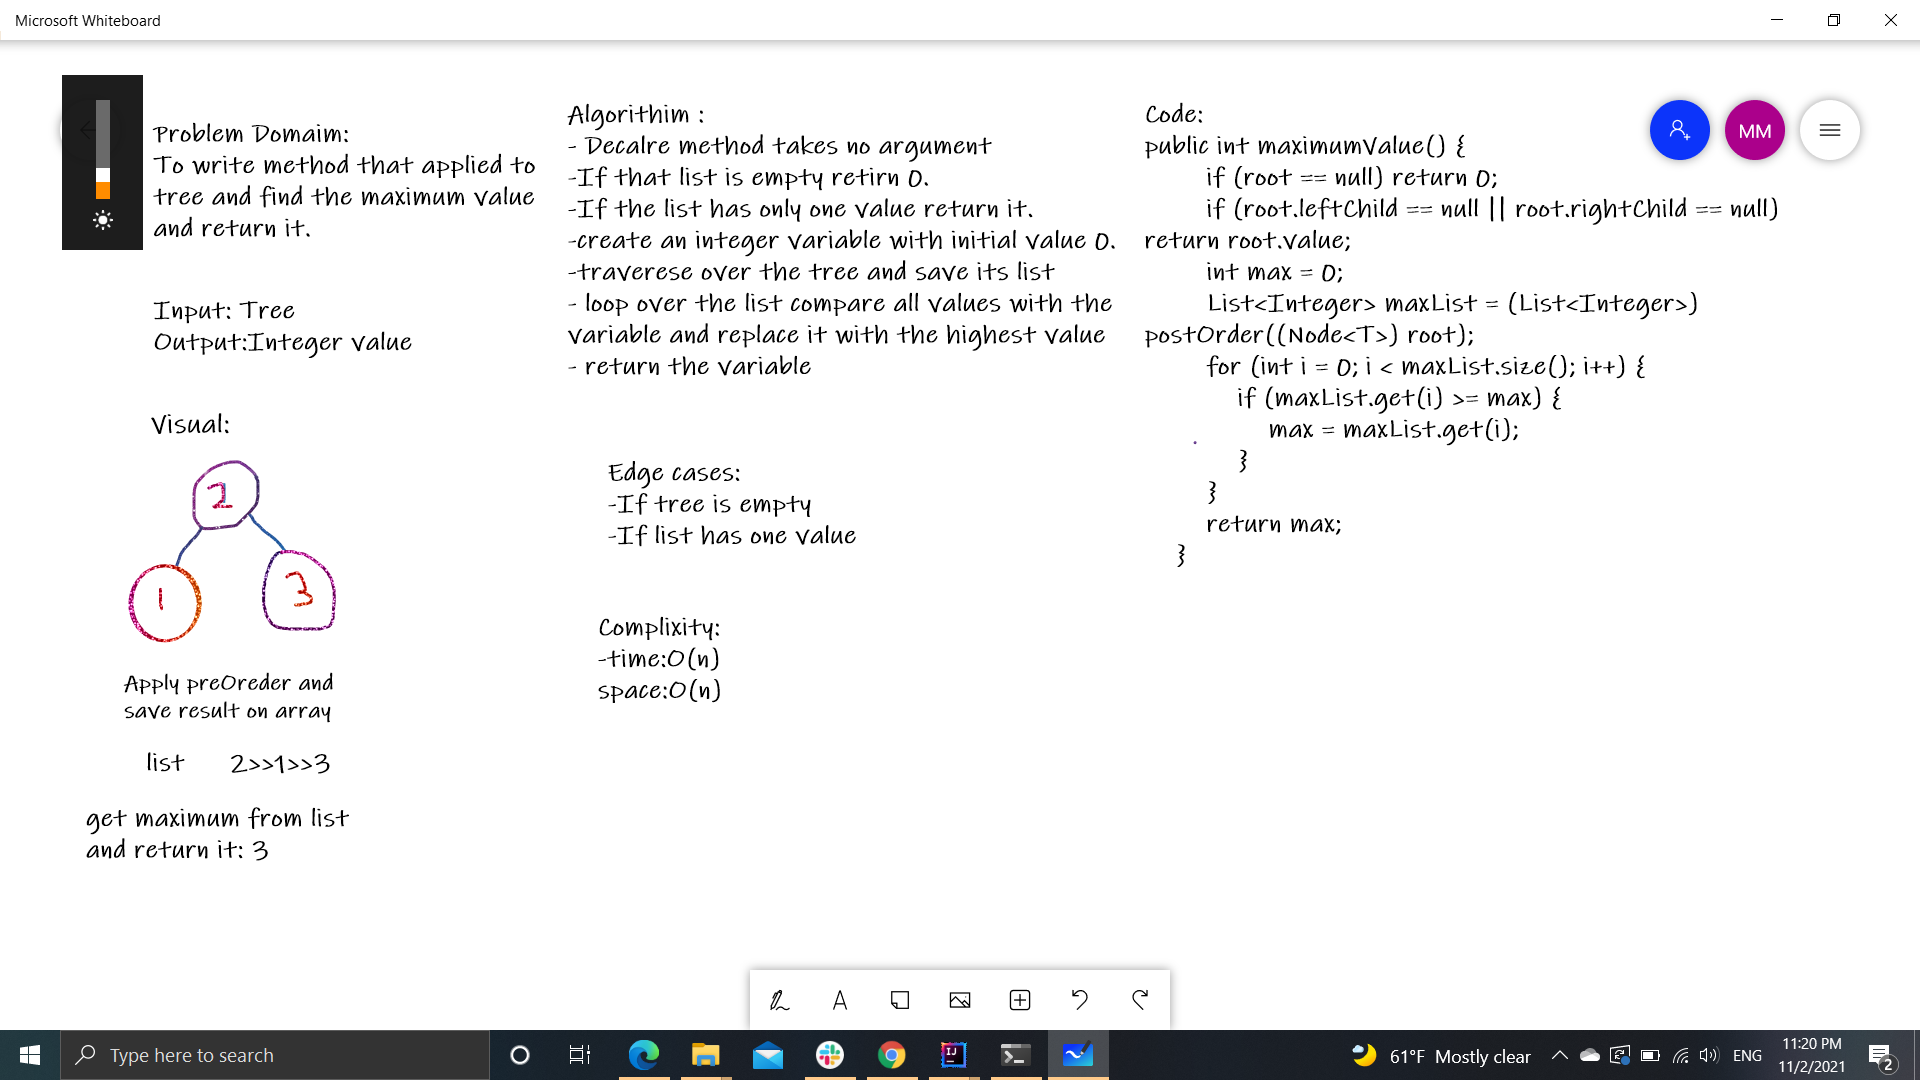 Microsoft Whiteboard
Problem Domaim:
To write method that applied to
tree and find the maximum value
and return it.
Input: Tree
Output:Integer value
Visual:
2
1
3
Apply preOreder and
save result on array
list 2>>1>>3
get maximum from list
and return it: 3
Algorithim :
- Decalre method takes no argument
-If that list is empty retirn 0.
-If the list has only one value return it.
-create an integer variable with initial value 0.
-traverese over the tree and save its list
- loop over the list compare all values with the
variable and replace it with the highest value
- return the variable
Edge cases:
-If tree is empty
-If list has one value
Complixity:
-time:O(n)
space:O(n)
Code:
public int maximumValue() {
if (root == null) return 0;
if (root.leftChild == null || root.rightChild == null)
return root.value;
int max = 0;
List<Integer> maxList = (List<Integer>)
postOrder((Node<T>) root);
for (int i = 0; i < maxList.size(); i++) {
if (maxList.get(i) >= max) {
max = maxList.get(i);
}
}
return max;
}
MM
A
Type here to search
IJ
61°F Mostly clear
ENG
11:20 PM
11/2/2021
2